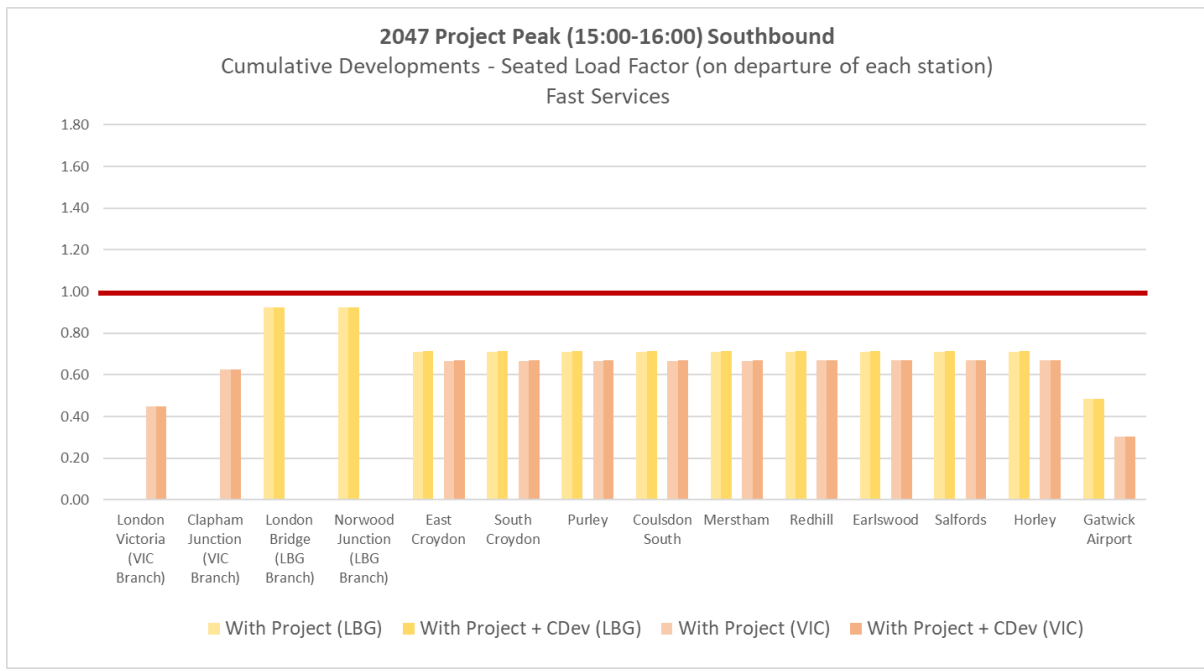 2047 Project Peak (15:00-16:00) Southbound
Cumulative Developments - Seated Load Factor (on departure of each station)
Fast Services
1.80
1.60
1.40
1.20
1.00
0.80
0.60
0.40
0.20
0.00
London Victoria (VIC Branch)
Clapham Junction (VIC Branch)
London Bridge (LBG Branch)
Norwood Junction (LBG Branch)
East Croydon
South Croydon
Purley
Coulsdon South
Merstham
Redhill
Earlswood
Salfords
Horley
Gatwick Airport
With Project (LBG)
With Project + CDev (LBG)
With Project (VIC)
With Project + CDev (VIC)